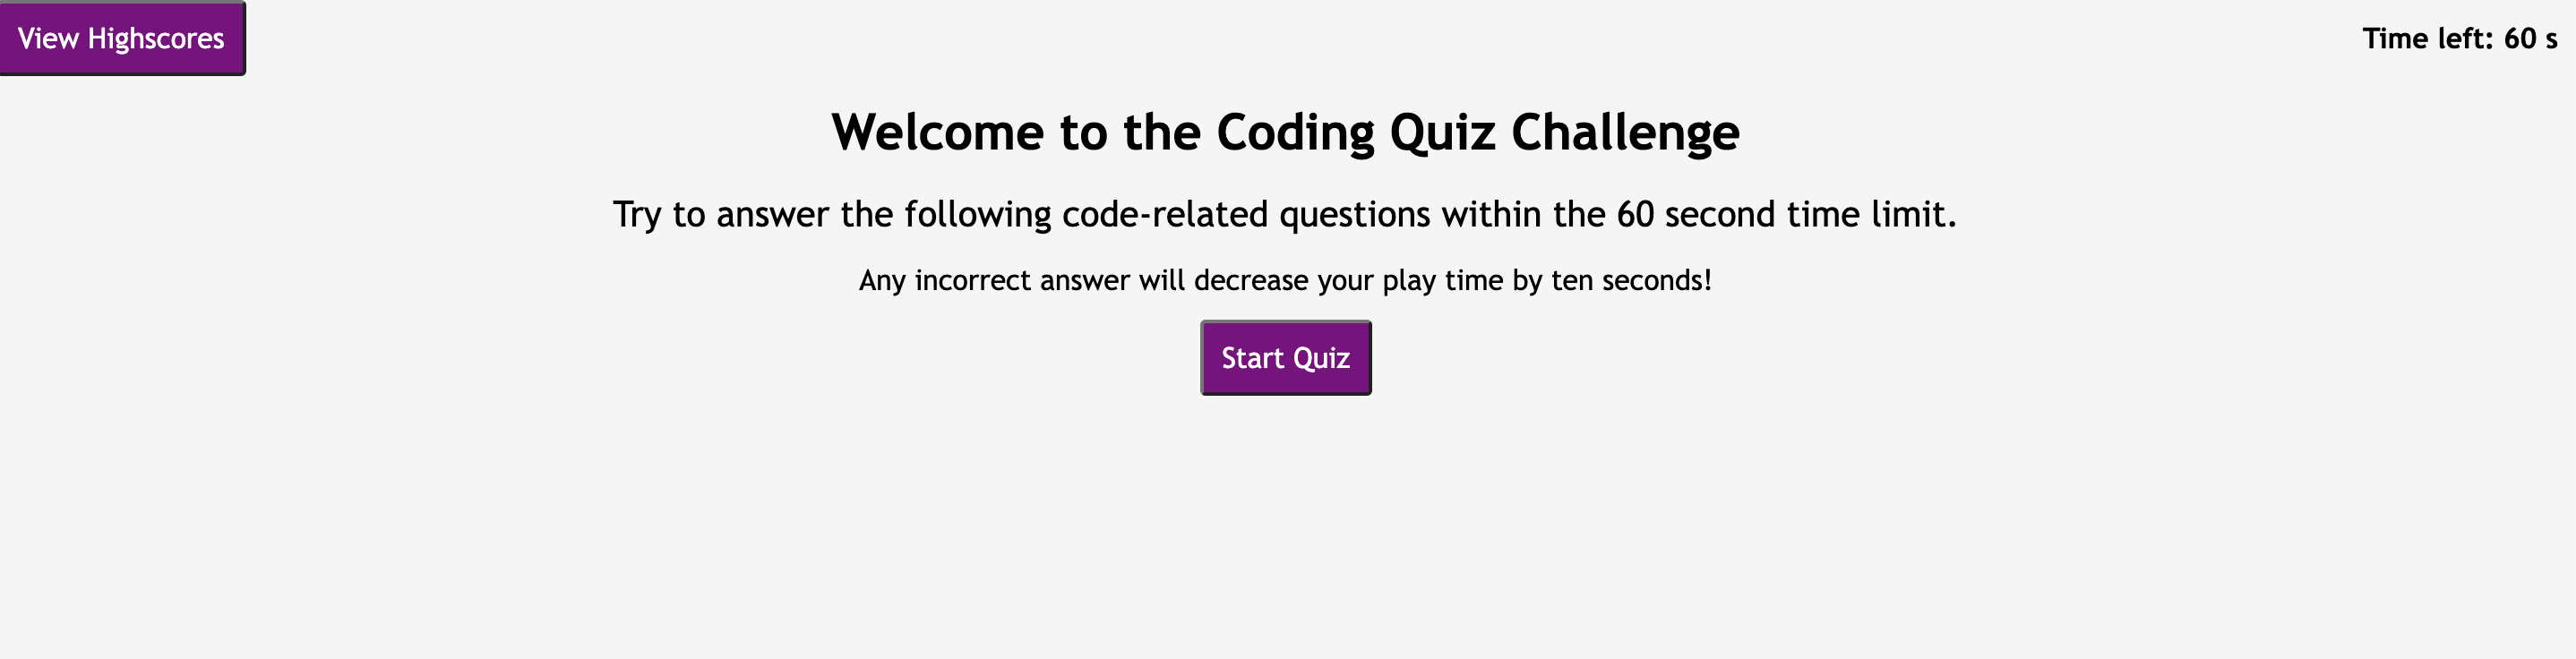 View Highscores
Time left: 60 s
Welcome to the Coding Quiz Challenge
Try to answer the following code-related questions within the 60 second time limit.
Any incorrect answer will decrease your play time by ten seconds!
Start Quiz